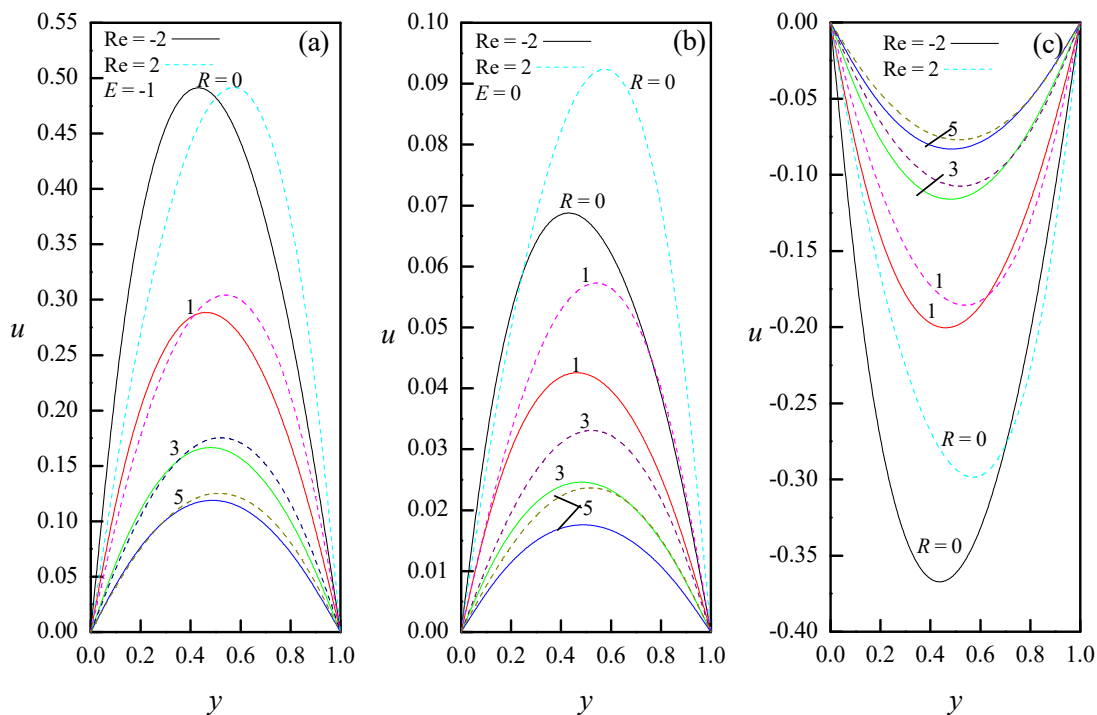 0.55
0.50
0.45
0.40
0.35
0.30
0.25
0.20
0.15
0.10
0.05
0.00
u
Re = -2
Re = 2
E = -1
(a)
R = 0
1
3
5
0.0 0.2 0.4 0.6 0.8 1.0
y
0.10
0.09
0.08
0.07
0.06
0.05
0.04
0.03
0.02
0.01
0.00
u
Re = -2
Re = 2
E = 0
(b)
R = 0
R = 0
1
1
3
3
5
0.0 0.2 0.4 0.6 0.8 1.0
y
0.00
-0.05
-0.10
-0.15
-0.20
-0.25
-0.30
-0.35
-0.40
u
Re = -2
Re = 2
(c)
5
3
1
1
R = 0
R = 0
0.0 0.2 0.4 0.6 0.8 1.0
y